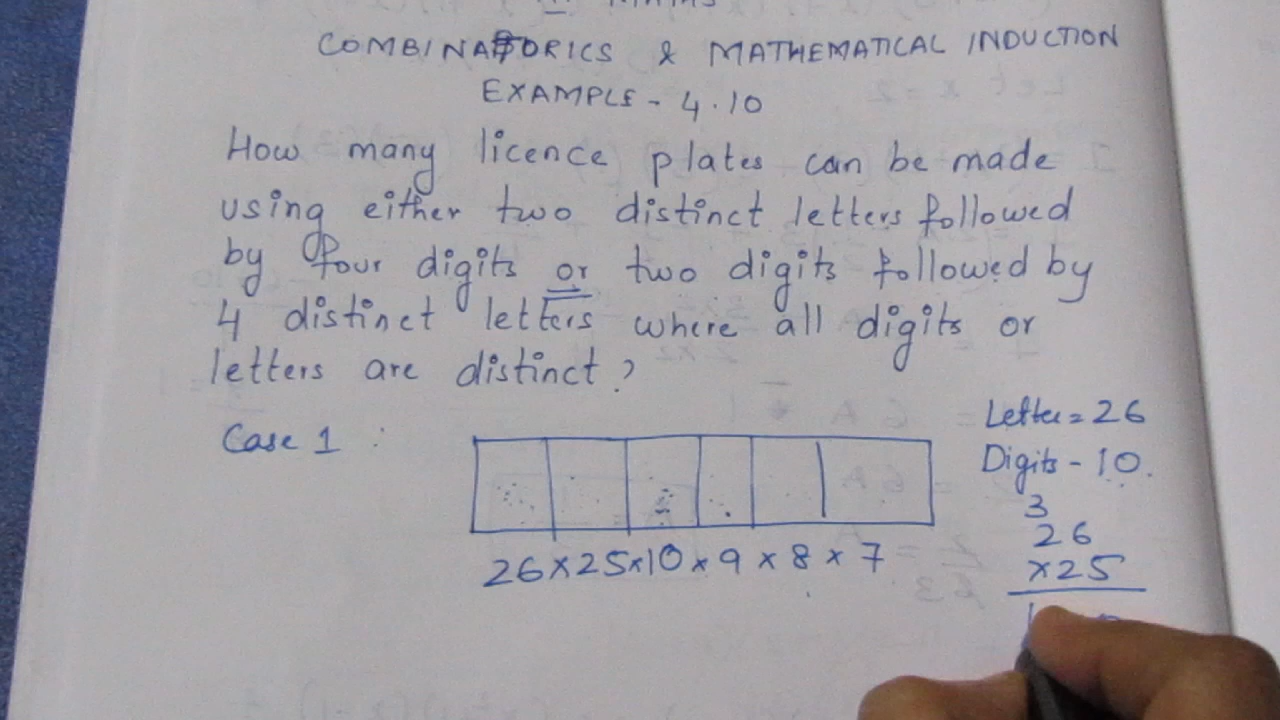 COMBINATORICS & MATHEMATICAL INDUCTION
EXAMPLE - 4.10
How many licence plates can be made
using either two distinct letters followed
by four digits or two digits followed by
4 distinct letters where all digits or
letters are distinct?
Case 1 :
Letter = 26
Digits - 10.
26×25×10×9×8×7
3
26
×25